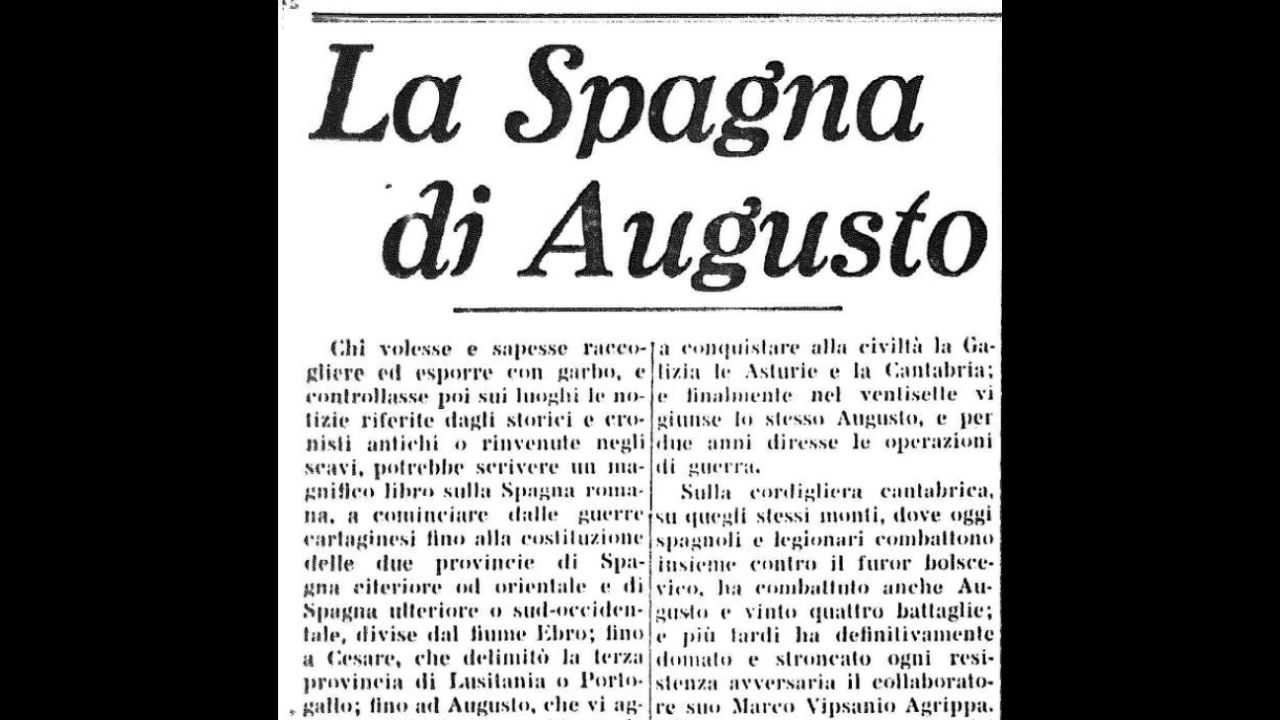 La Spagna
di Augusto
Chi volesse e sapesse racco-
gliere ed esporre con garbo, e
controllasse poi sui luoghi le no-
tizie riferite dagli storici e cro-
nisti antichi o rinvenute negli
scavi, potrebbe scrivere un ma-
gnifico libro sulla Spagna roma-
na, a cominciare dalle guerre
cartaginesi fino alla costituzione
delle due provincie di Spa-
gna citeriore od orientale e di
Spagna ulteriore o sud-occiden-
tale, divise dal fiume Ebro; fino
a Cesare, che delimitò la terza
provincia di Lusitania o Porto-
gallo; fino ad Augusto, che vi ag-
a conquistare alla civiltà la Ga-
lizia le Asturie e la Cantabria;
e finalmente nel ventisette vi
giunse lo stesso Augusto, e per
due anni diresse le operazioni
di guerra.
Sulla cordigliera cantabrica,
su quegli stessi monti, dove oggi
spagnoli e legionari combattono
insieme contro il furor bolsce-
vico, ha combattuto anche Au-
gusto e vinto quattro battaglie;
e più tardi ha definitivamente
domato e stroncato ogni resi-
stenza avversaria il collaborato-
re suo Marco Vipsanio Agrippa.